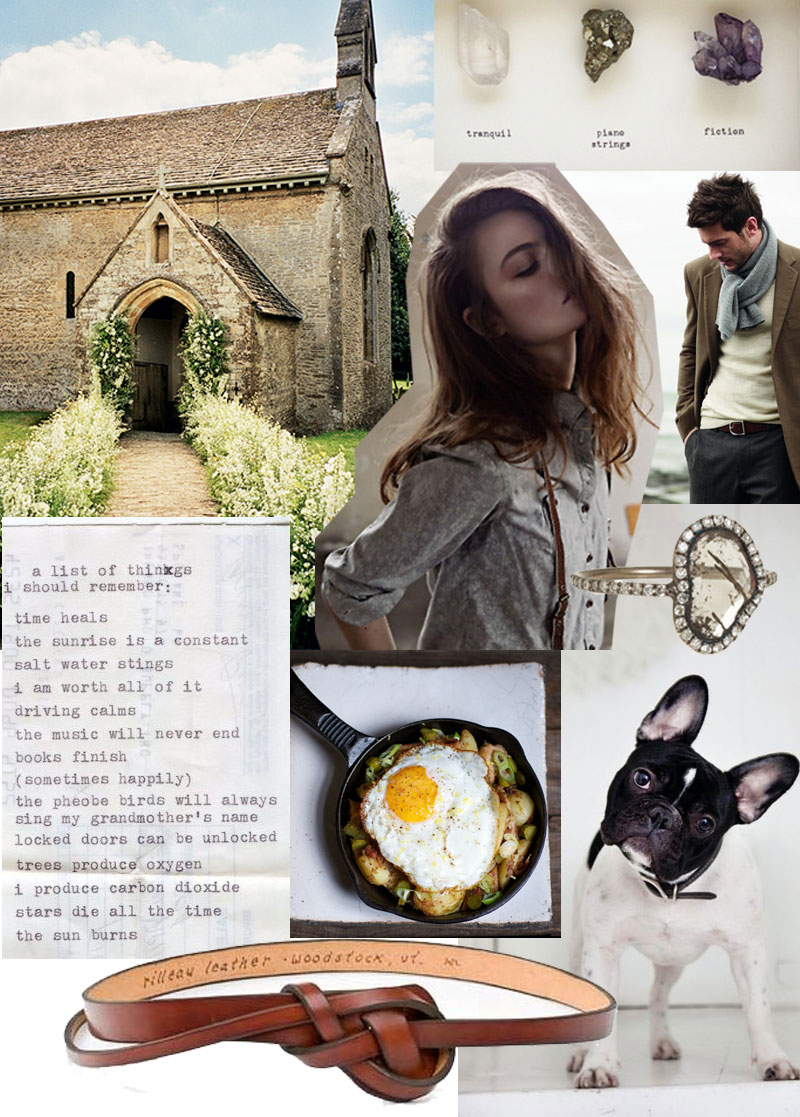 tranquil
piano
strings
fiction
a list of thinxgs
i should remember:
time heals
the sunrise is a constant
salt water stings
i am worth all of it
driving calms
the music will never end
books finish
(sometimes happily)
the pheobe birds will always
sing my grandmother's name
locked doors can be unlocked
trees produce oxygen
i produce carbon dioxide
stars die all the time
the sun burns
rilleau leather · woodstock, vt.